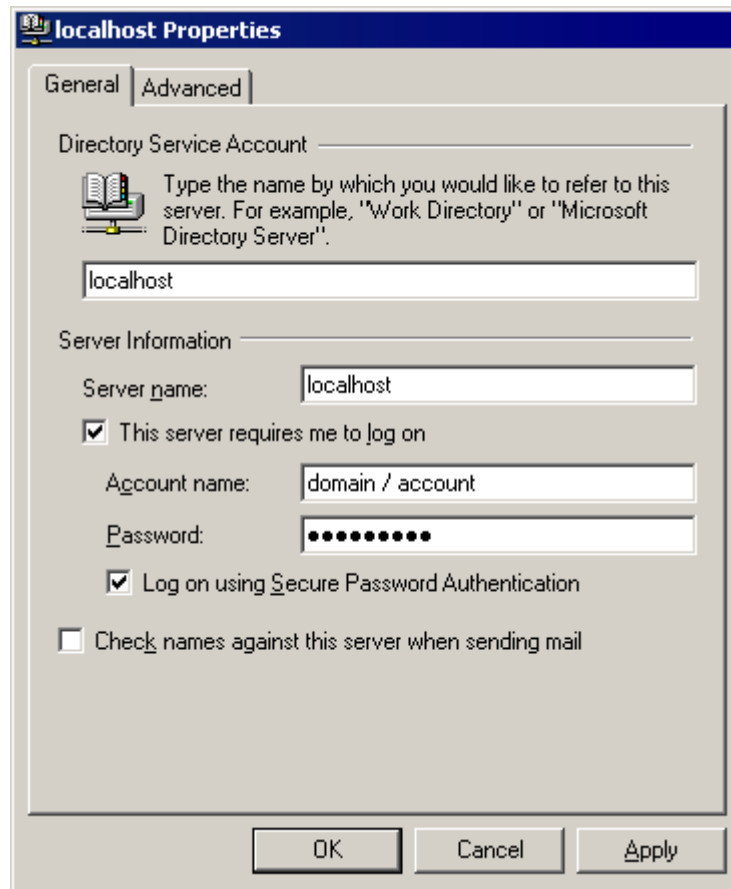 localhost Properties
General Advanced
Directory Service Account
Type the name by which you would like to refer to this
server. For example, "Work Directory" or "Microsoft
Directory Server".
localhost
Server Information
Server name: localhost
This server requires me to log on
Account name: domain / account
Password: ●●●●●●●●●
Log on using Secure Password Authentication
Check names against this server when sending mail
OK Cancel Apply